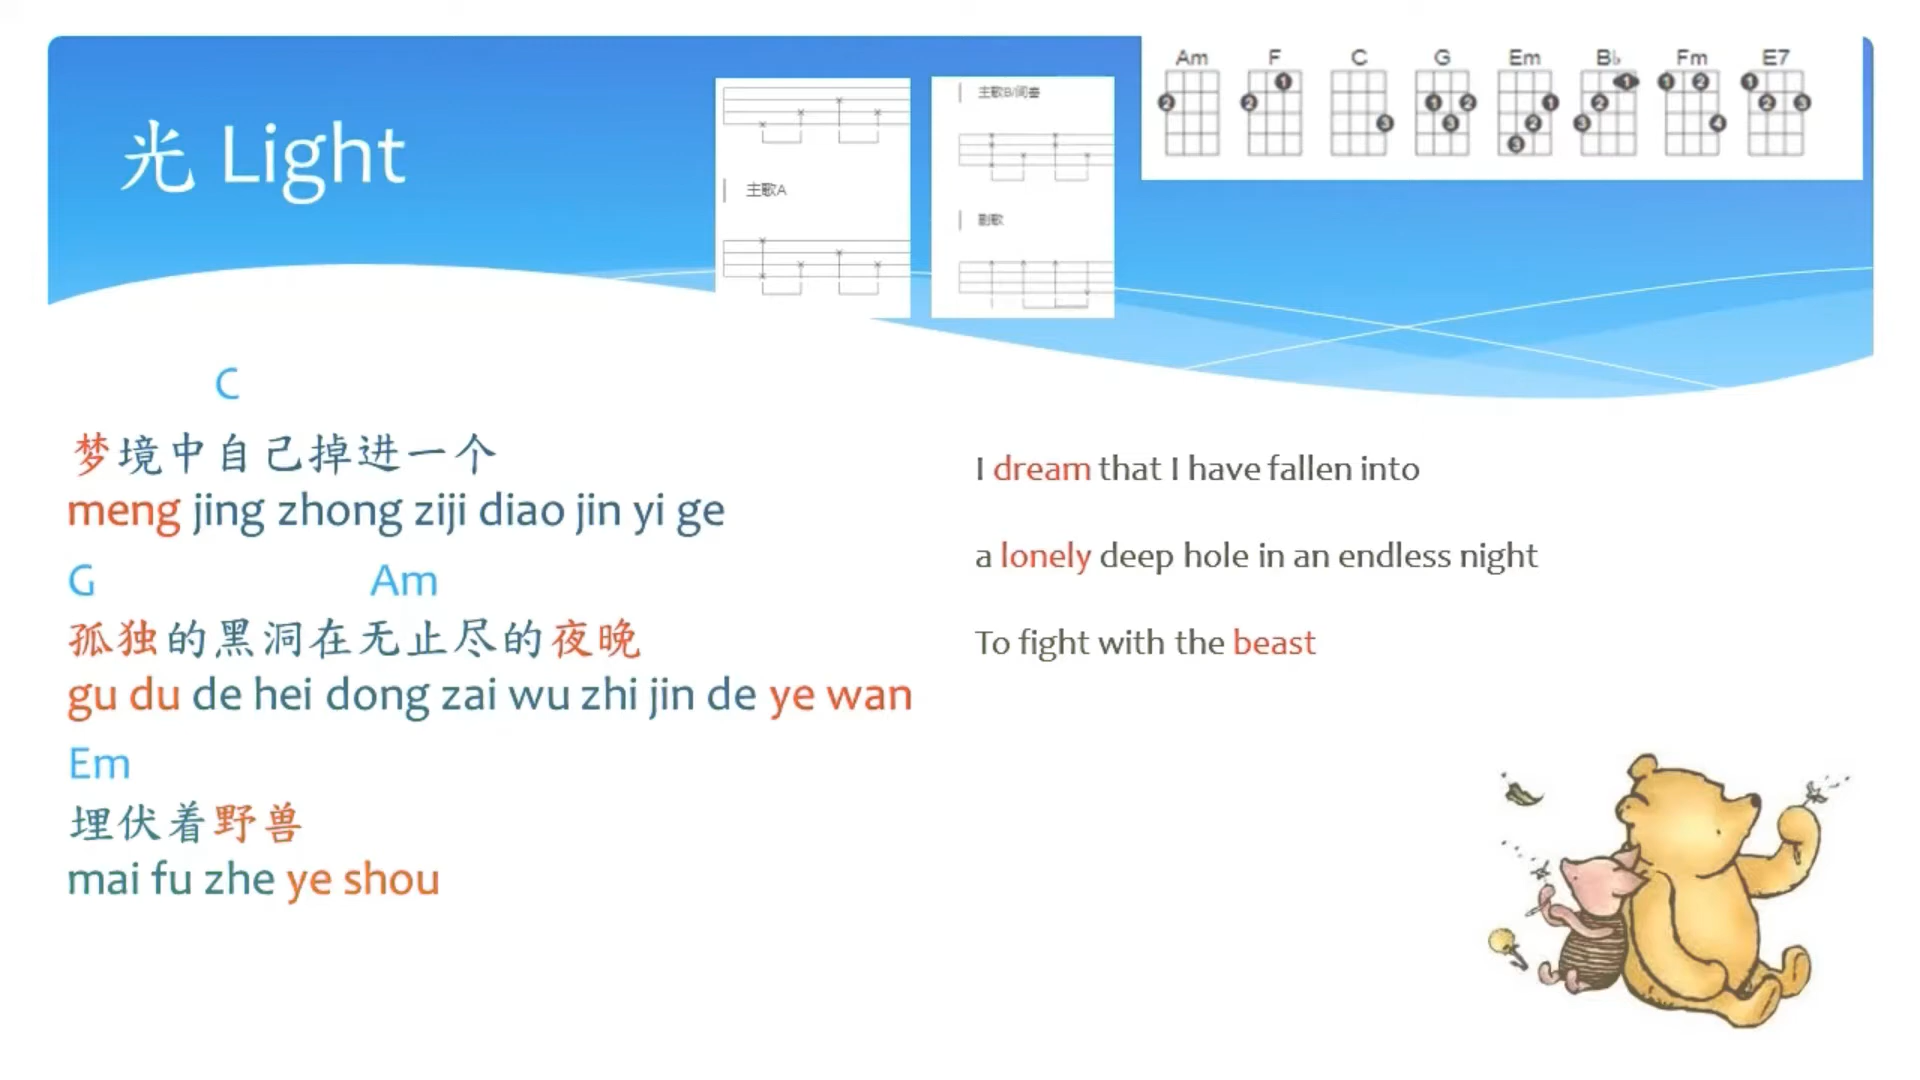 光 Light
主歌A
主歌B/间奏
副歌
Am F C G Em B♭ Fm E7
C
梦境中自己掉进一个
meng jing zhong ziji diao jin yi ge
G Am
孤独的黑洞在无止尽的夜晚
gu du de hei dong zai wu zhi jin de ye wan
Em
埋伏着野兽
mai fu zhe ye shou
I dream that I have fallen into
a lonely deep hole in an endless night
To fight with the beast